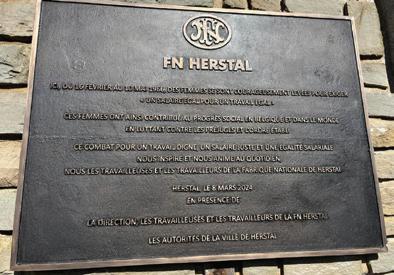 FN HERSTAL
ICI, DU 16 FÉVRIER AU 10 MAI 1966, DES FEMMES SE SONT COURAGEUSEMENT LEVÉES POUR EXIGER
« UN SALAIRE ÉGAL POUR UN TRAVAIL ÉGAL »
CES FEMMES ONT AINSI CONTRIBUÉ AU PROGRÈS SOCIAL EN BELGIQUE ET DANS LE MONDE
EN LUTTANT CONTRE LES PRÉJUGÉS ET L'ORDRE ÉTABLI
CE COMBAT POUR UN TRAVAIL DIGNE, UN SALAIRE JUSTE ET UNE ÉGALITÉ SALARIALE
NOUS INSPIRE ET NOUS ANIME AU QUOTIDIEN,
NOUS LES TRAVAILLEUSES ET LES TRAVAILLEURS DE LA FABRIQUE NATIONALE DE HERSTAL
HERSTAL, LE 8 MARS 2024
EN PRÉSENCE DE
LA DIRECTION, LES TRAVAILLEUSES ET LES TRAVAILLEURS DE LA FN HERSTAL
LES AUTORITÉS DE LA VILLE DE HERSTAL